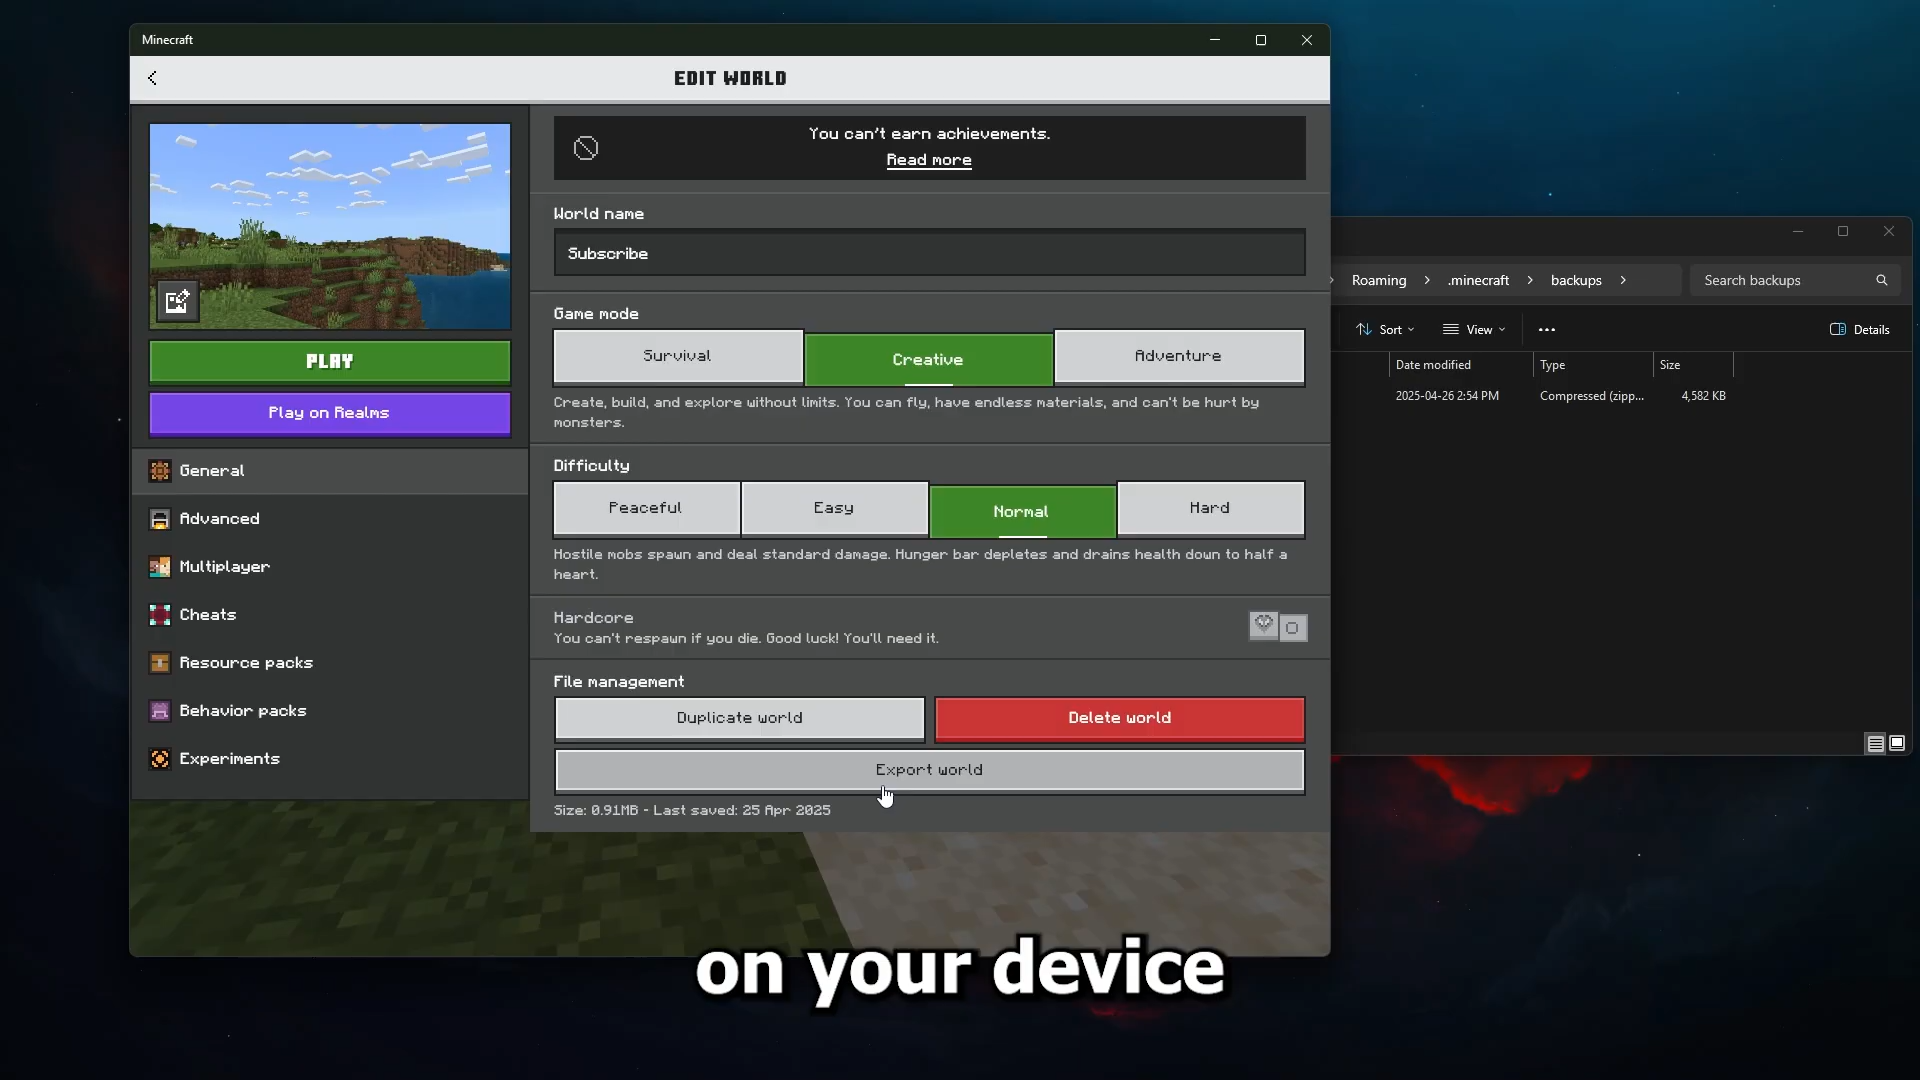 Minecraft
EDIT WORLD
You can't earn achievements.
Read more
World name
Subscribe
Game mode
Survival
Creative
Adventure
Create, build, and explore without limits. You can fly, have endless materials, and can't be hurt by
monsters.
Difficulty
Peaceful
Easy
Normal
Hard
Hostile mobs spawn and deal standard damage. Hunger bar depletes and drains health down to half a
heart.
Hardcore
You can't respawn if you die. Good luck! You'll need it.
File management
Duplicate world
Delete world
Export world
Size: 0.91MB - Last saved: 25 Apr 2025
PLAY
Play on Realms
General
Advanced
Multiplayer
Cheats
Resource packs
Behavior packs
Experiments
Roaming > .minecraft > backups >
Search backups
Sort
View
Details
Date modified
Type
Size
2025-04-26 2:54 PM
Compressed (zipp...
4,582 KB
on your device